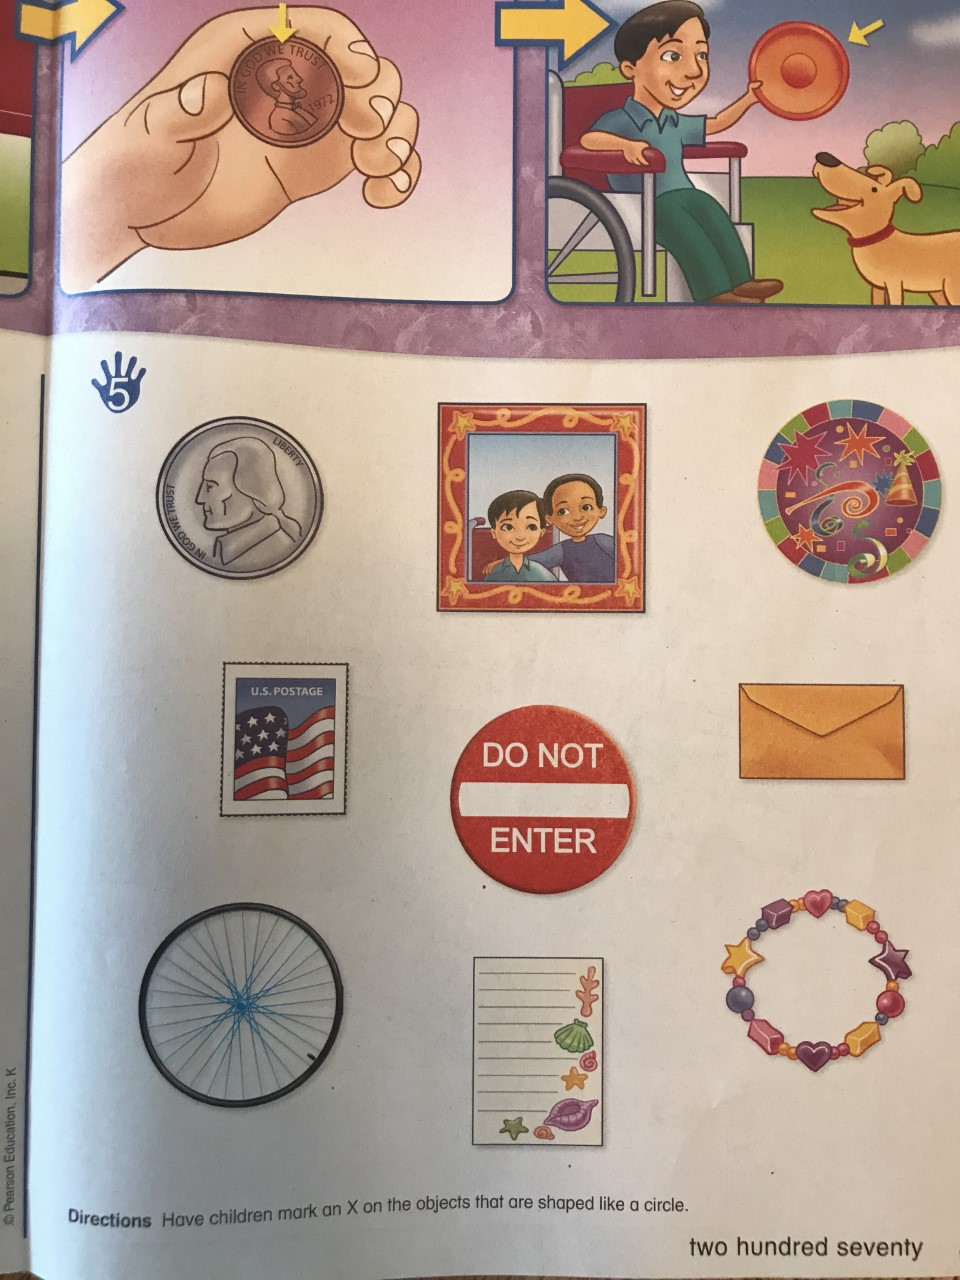 IN GOD WE TRUST
1972
5
LIBERTY
IN GOD WE TRUST
U.S. POSTAGE
DO NOT
ENTER
Directions Have children mark an X on the objects that are shaped like a circle.
two hundred seventy
© Pearson Education, Inc. K